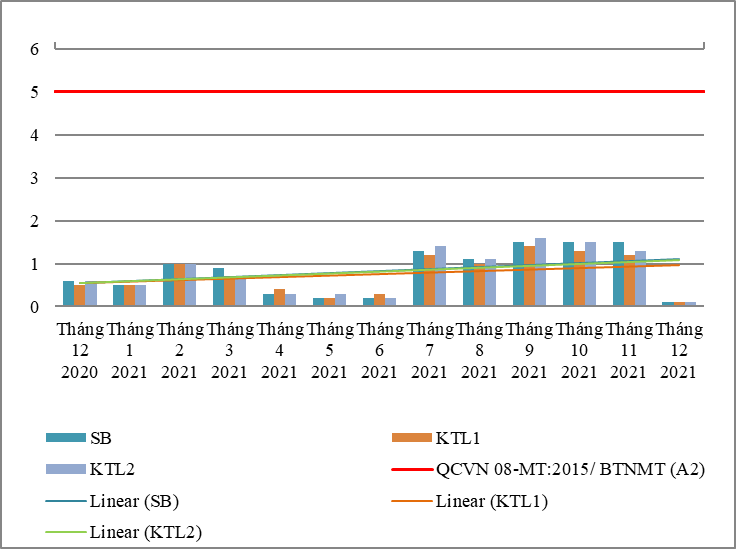 6
5
4
3
2
1
0
Tháng 12 2020
Tháng 1 2021
Tháng 2 2021
Tháng 3 2021
Tháng 4 2021
Tháng 5 2021
Tháng 6 2021
Tháng 7 2021
Tháng 8 2021
Tháng 9 2021
Tháng 10 2021
Tháng 11 2021
Tháng 12 2021
SB
KTL1
KTL2
QCVN 08-MT:2015/ BTNMT (A2)
Linear (SB)
Linear (KTL1)
Linear (KTL2)